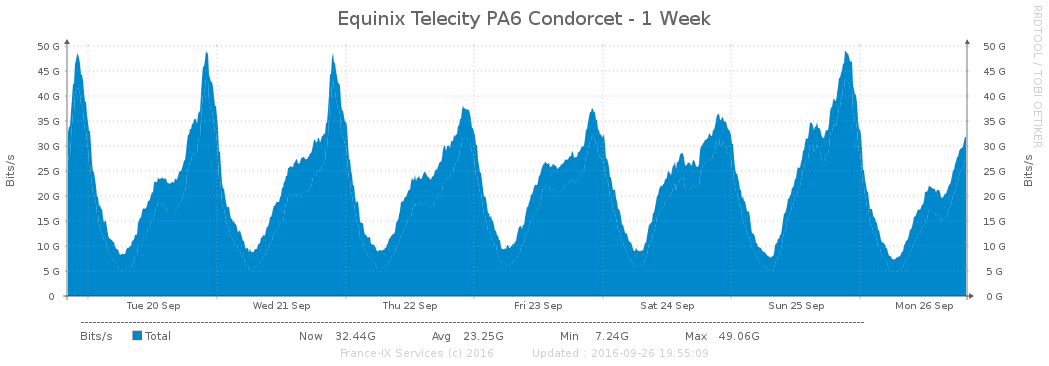 Equinix Telecity PA6 Condorcet - 1 Week
RRDTOOL / TOBI OETIKER
50 G 50 G
45 G 45 G
40 G 40 G
35 G 35 G
30 G 30 G
25 G 25 G
20 G 20 G
15 G 15 G
10 G 10 G
5 G 5 G
0 0 G
Bits/s Bits/s
Tue 20 Sep Wed 21 Sep Thu 22 Sep Fri 23 Sep Sat 24 Sep Sun 25 Sep Mon 26 Sep
Bits/s Total Now 32.44G Avg 23.25G Min 7.24G Max 49.06G
France-IX Services (c) 2016 Updated : 2016-09-26 19:55:09